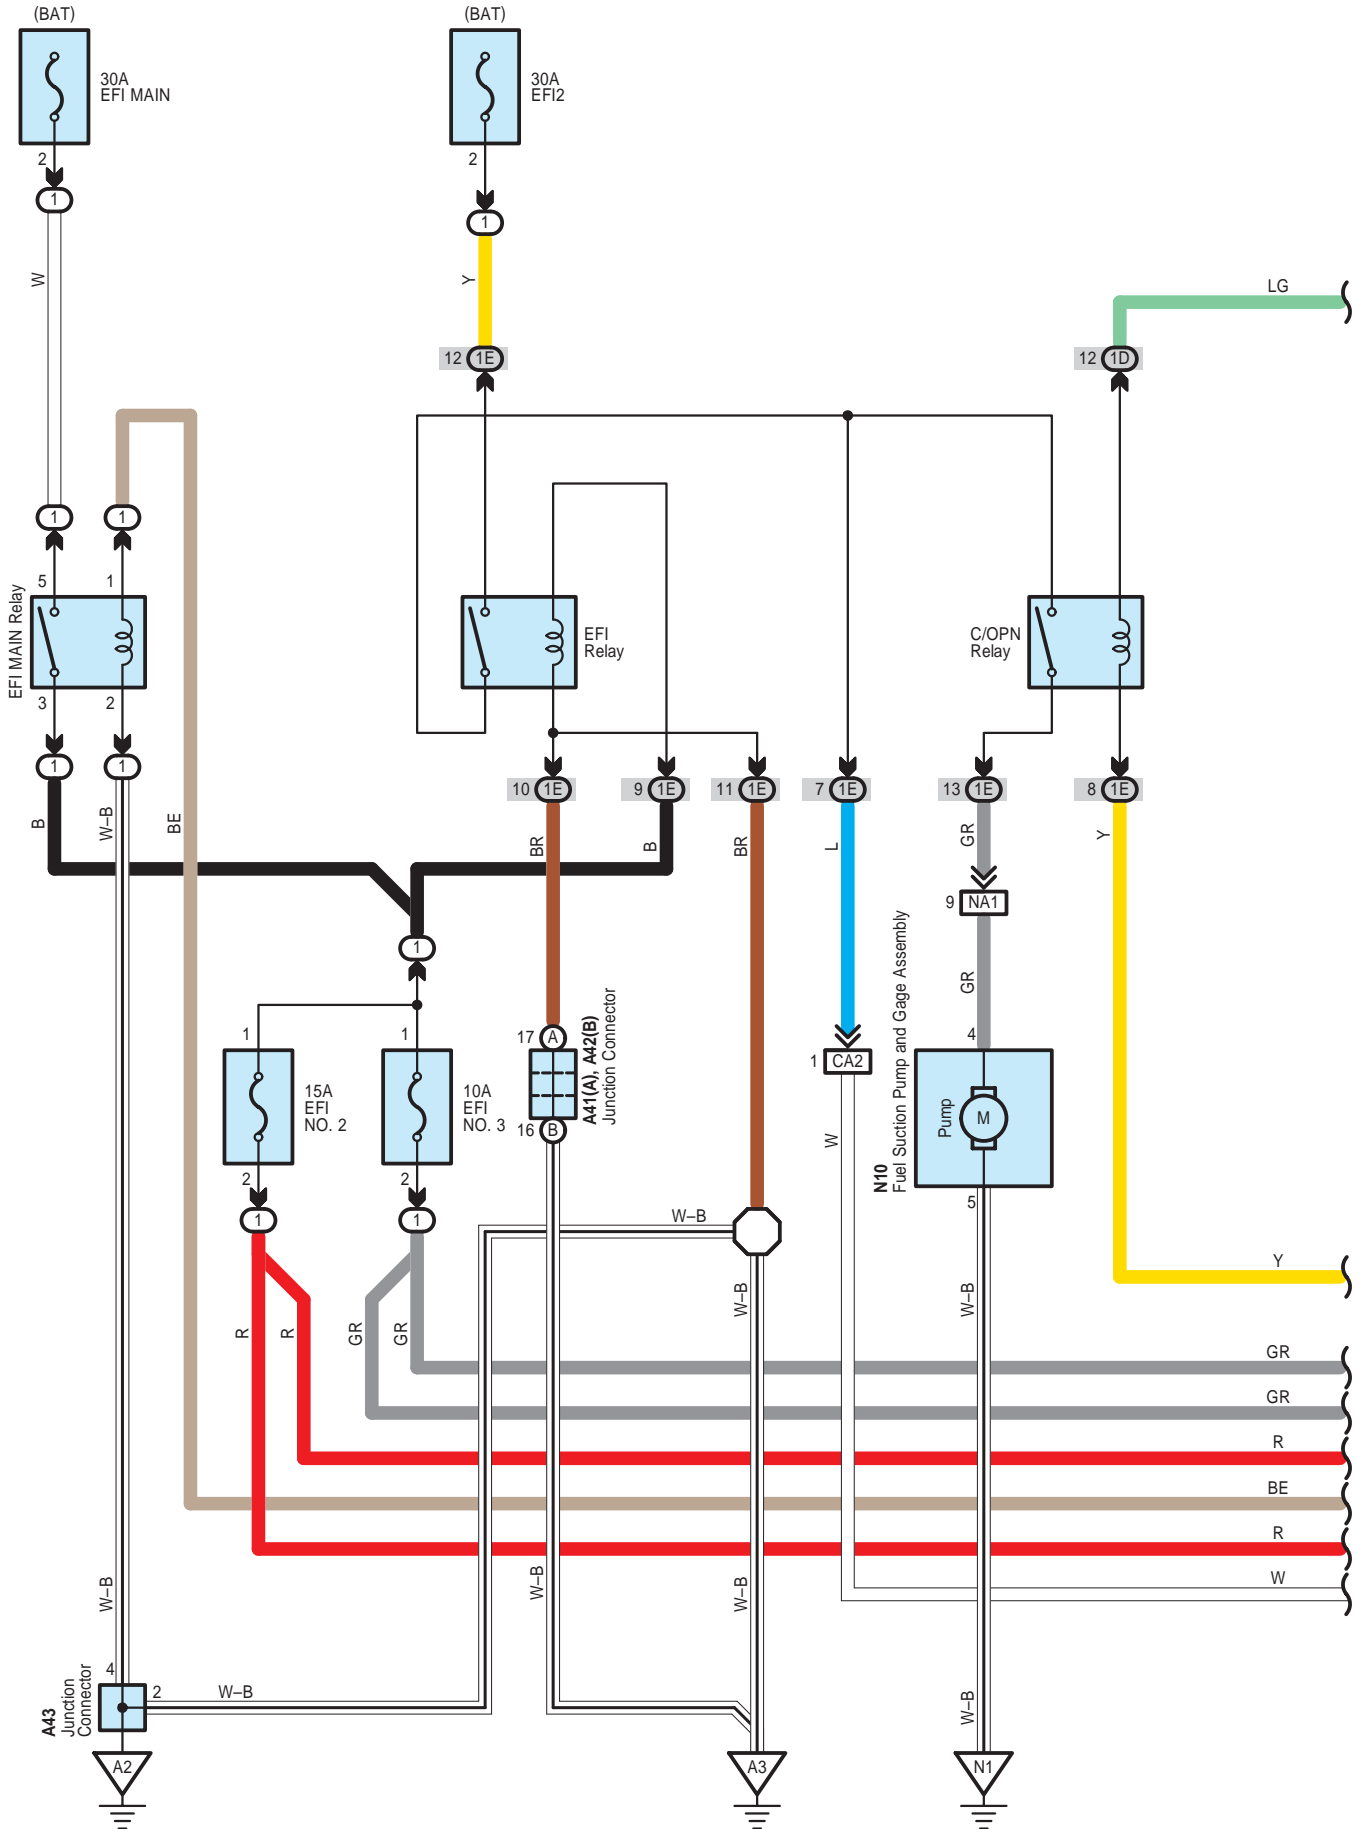 (BAT)
(BAT)
30A
EFI MAIN
30A
EFI2
2
2
1
1
W
Y
LG
12 1E
12 1D
1
1
5
1
EFI MAIN Relay
EFI
Relay
C/OPN
Relay
3
2
1
1
10 1E
9 1E
11 1E
7 1E
13 1E
8 1E
B
W–B
BE
BR
B
BR
L
GR
Y
9 NA1
1
GR
1
1
17 A
A41(A), A42(B)
Junction Connector
1 CA2
4
15A
EFI
NO. 2
10A
EFI
NO. 3
16 B
W
Pump
M
N10
Fuel Suction Pump and Gage Assembly
2
2
5
1
1
W–B
Y
R
R
GR
GR
W–B
W–B
GR
GR
R
BE
R
W
W–B
W–B
W–B
4
2
W–B
W–B
A43
Junction
Connector
A2
A3
N1